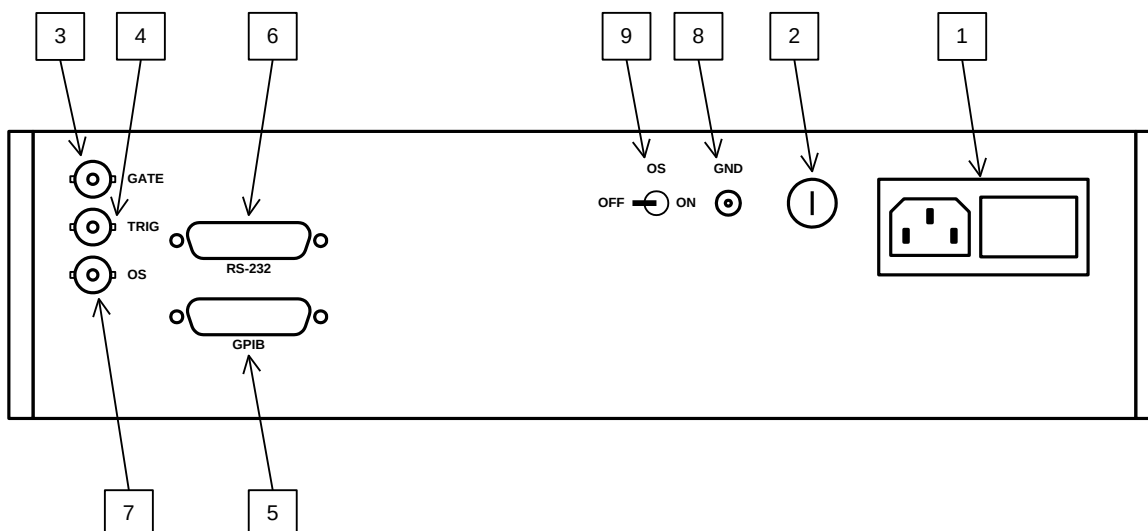 3 4 6 9 8 2 1
OS GND
GATE
OFF ON
TRIG
RS-232
OS
GPIB
7 5